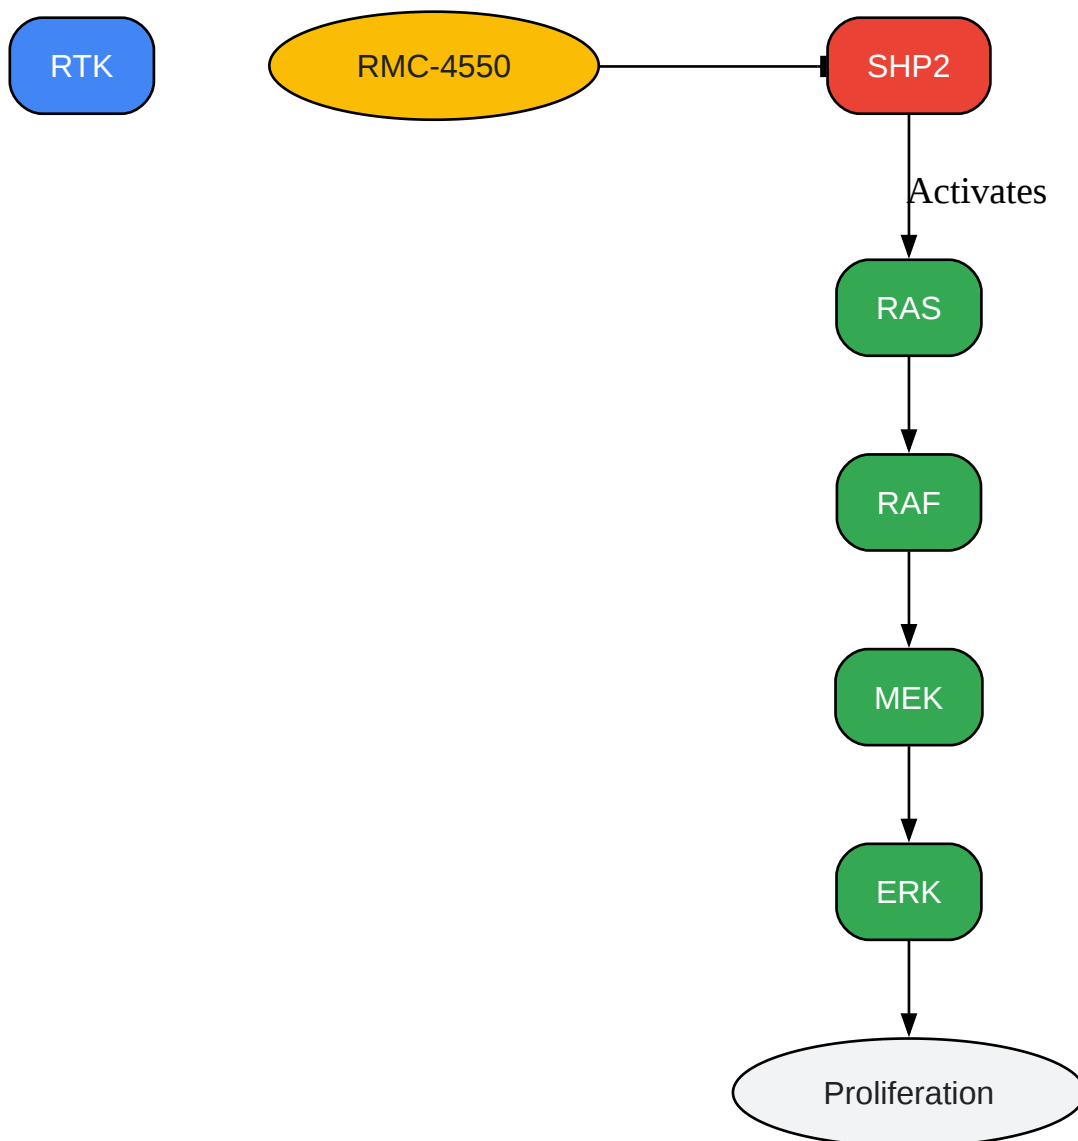 RTK
RMC-4550
SHP2
Activates
RAS
RAF
MEK
ERK
Proliferation